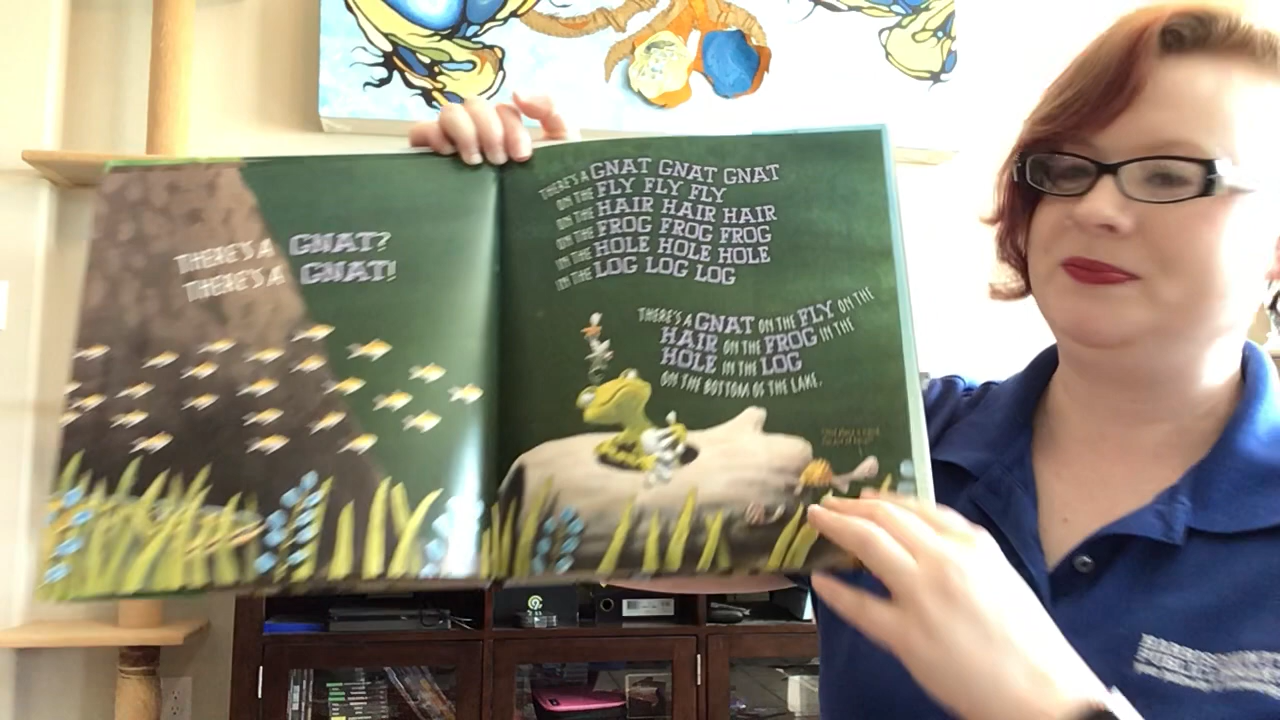 THERE'S A GNAT?
THERE'S A GNAT!
THERE'S A GNAT GNAT GNAT
ON THE FLY FLY FLY
ON THE HAIR HAIR HAIR
ON THE FROG FROG FROG
IN THE HOLE HOLE HOLE
IN THE LOG LOG LOG
THERE'S A GNAT ON THE FLY ON THE
HAIR ON THE FROG IN THE
HOLE IN THE LOG
ON THE BOTTOM OF THE LAKE.